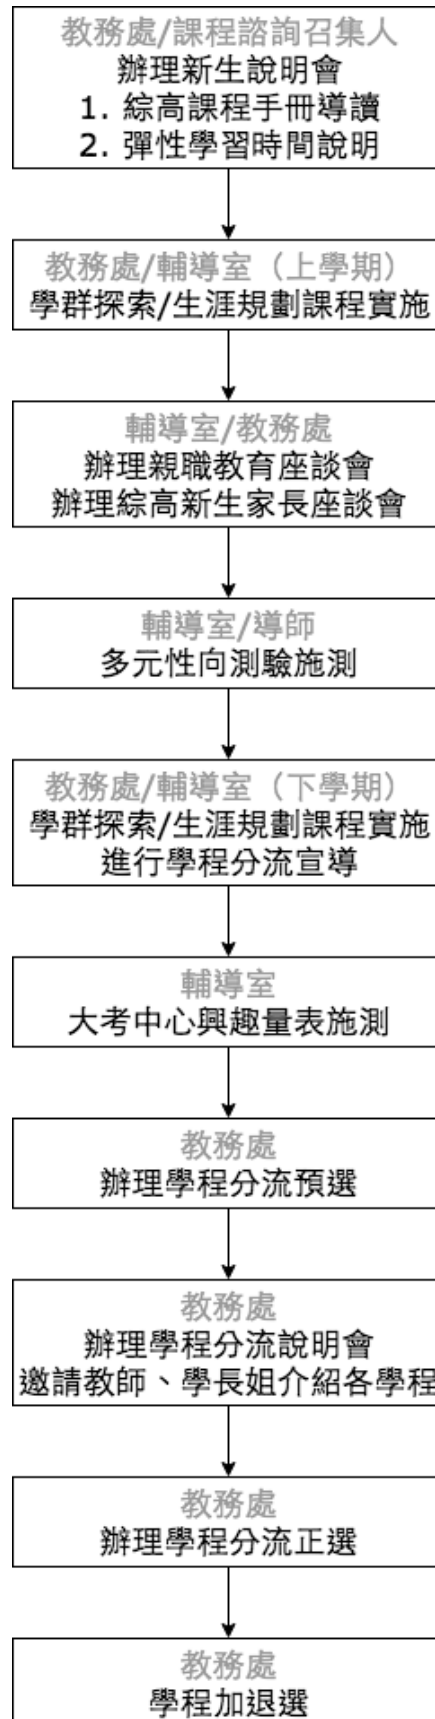 教務處/課程諮詢召集人
辦理新生說明會
1. 綜高課程手冊導讀
2. 彈性學習時間說明
教務處/輔導室（上學期）
學群探索/生涯規劃課程實施
輔導室/教務處
辦理親職教育座談會
辦理綜高新生家長座談會
輔導室/導師
多元性向測驗施測
教務處/輔導室（下學期）
學群探索/生涯規劃課程實施
進行學程分流宣導
輔導室
大考中心興趣量表施測
教務處
辦理學程分流預選
教務處
辦理學程分流說明會
邀請教師、學長姐介紹各學程
教務處
辦理學程分流正選
教務處
學程加退選